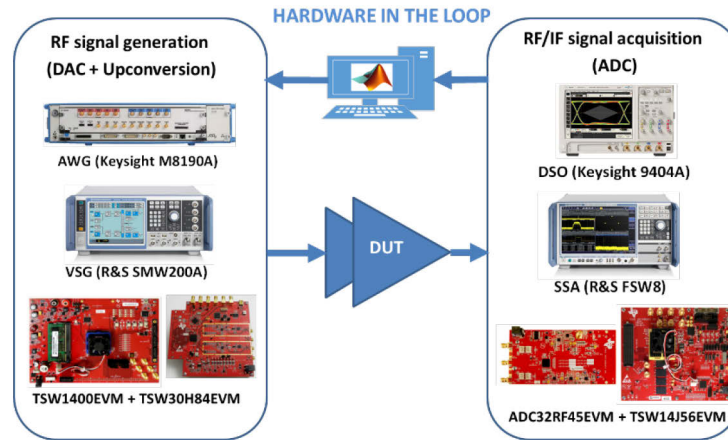 HARDWARE IN THE LOOP
RF signal generation
(DAC + Upconversion)
AWG (Keysight M8190A)
VSG (R&S SMW200A)
TSW1400EVM + TSW30H84EVM
DUT
RF/IF signal acquisition
(ADC)
DSO (Keysight 9404A)
SSA (R&S FSW8)
ADC32RF45EVM + TSW14J56EVM